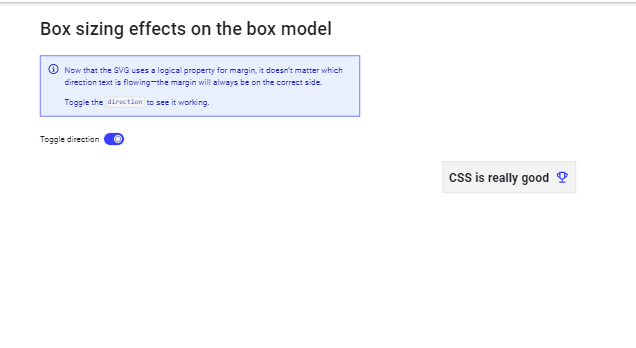 Box sizing effects on the box model
Now that the SVG uses a logical property for margin, it doesn't matter which
direction text is flowing—the margin will always be on the correct side.
Toggle the direction to see it working.
Toggle direction
CSS is really good